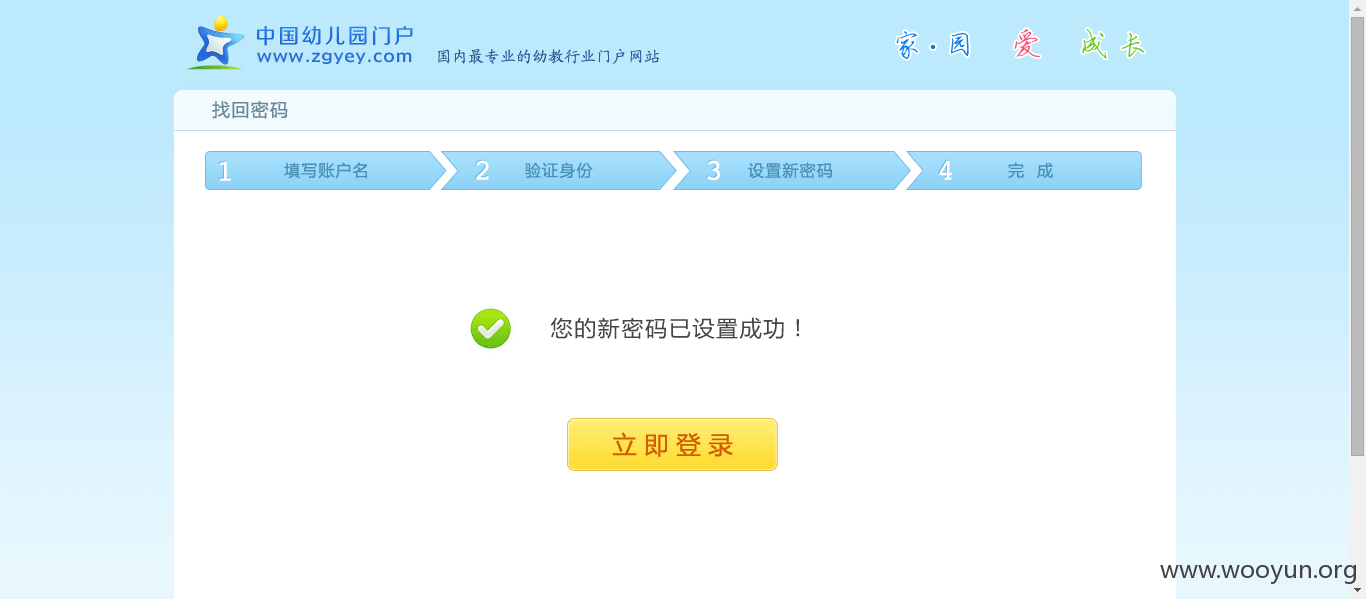 中国幼儿园门户
www.zgyey.com
国内最专业的幼教行业门户网站
家·园 爱 成长
找回密码
1 填写账户名 2 验证身份 3 设置新密码 4 完 成
您的新密码已设置成功！
立即登录
www.wooyun.org